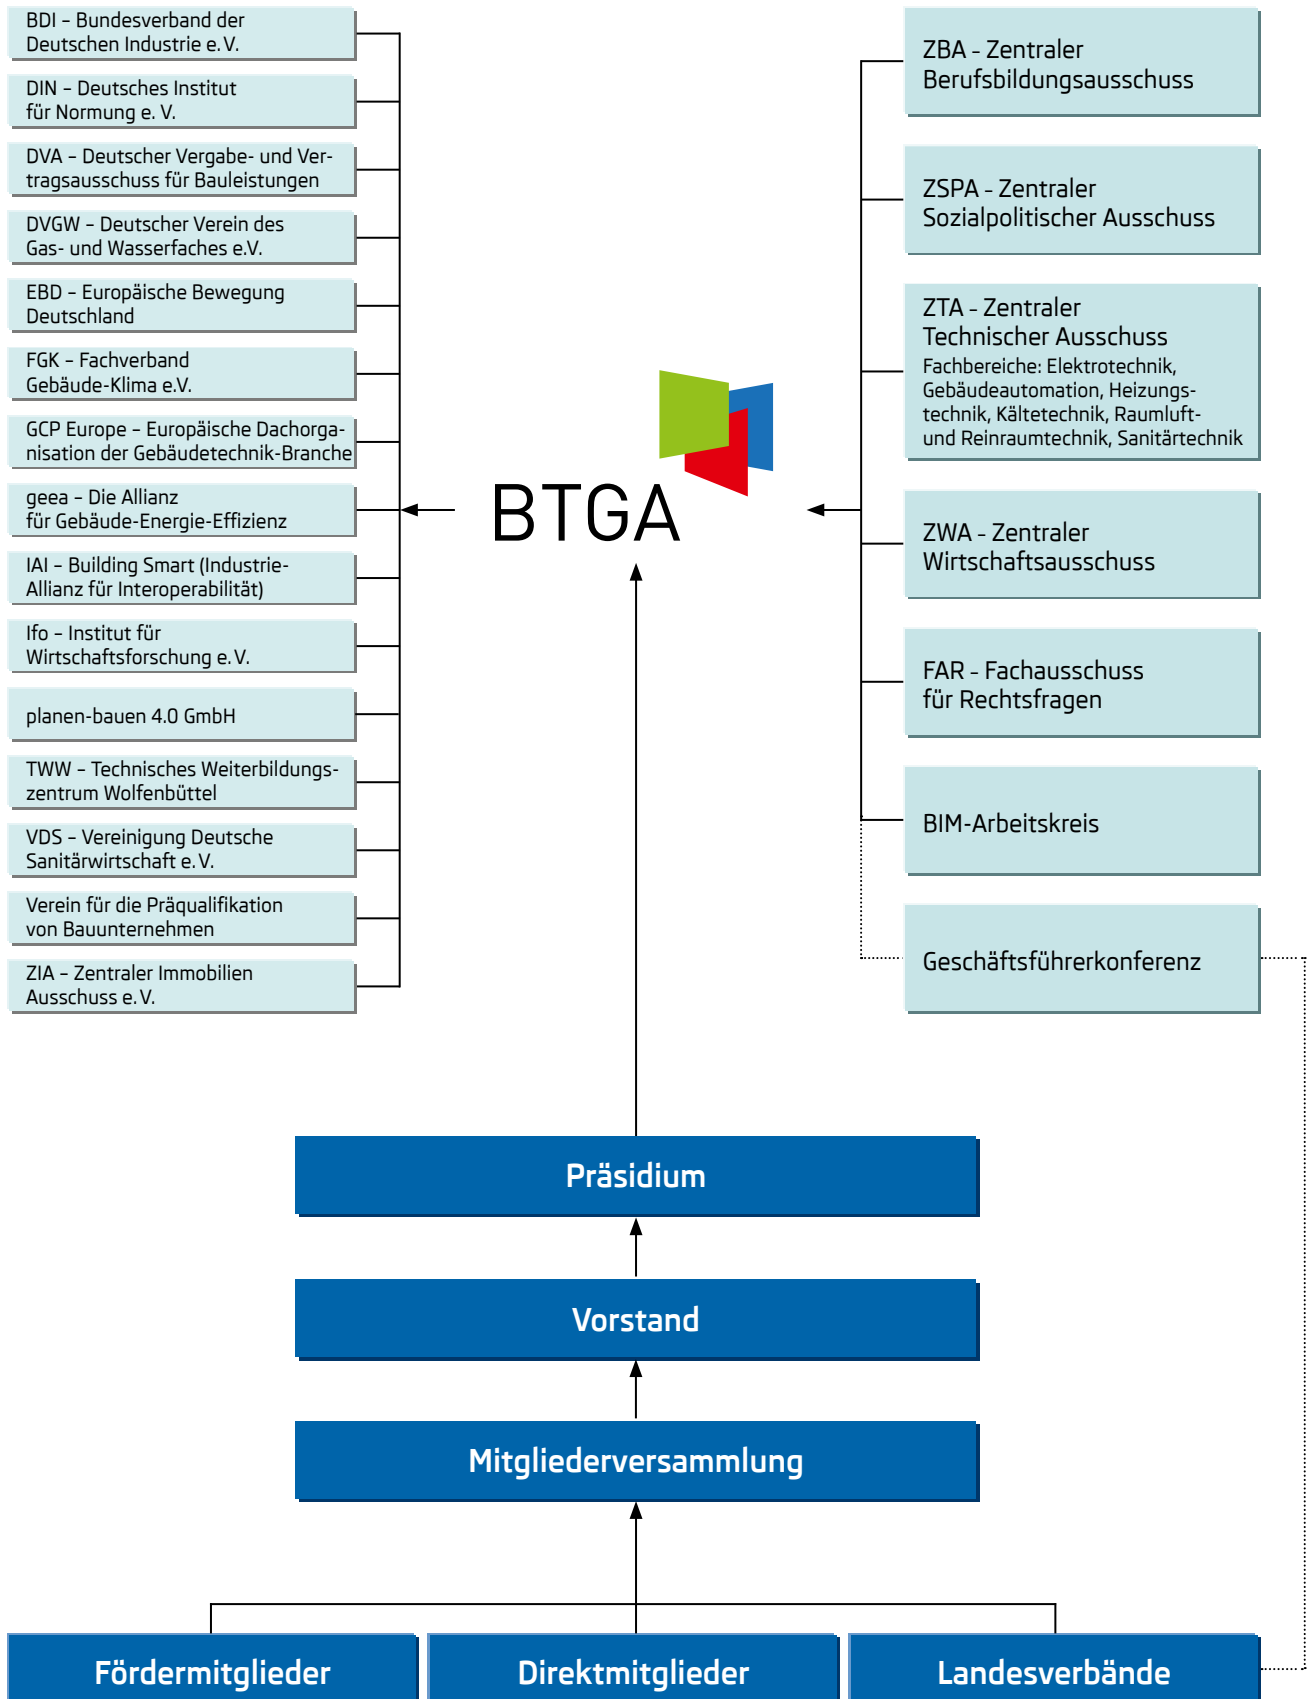 BDI – Bundesverband der
Deutschen Industrie e.V.
DIN – Deutsches Institut
für Normung e. V.
DVA – Deutscher Vergabe- und Ver-
tragsausschuss für Bauleistungen
DVGW – Deutscher Verein des
Gas- und Wasserfaches e.V.
EBD – Europäische Bewegung
Deutschland
FGK – Fachverband
Gebäude-Klima e.V.
GCP Europe – Europäische Dachorga-
nisation der Gebäudetechnik-Branche
geea – Die Allianz
für Gebäude-Energie-Effizienz
IAI – Building Smart (Industrie-
Allianz für Interoperabilität)
Ifo – Institut für
Wirtschaftsforschung e.V.
planen-bauen 4.0 GmbH
TWW – Technisches Weiterbildungs-
zentrum Wolfenbüttel
VDS – Vereinigung Deutsche
Sanitärwirtschaft e.V.
Verein für die Präqualifikation
von Bauunternehmen
ZIA – Zentraler Immobilien
Ausschuss e.V.
BTGA
ZBA – Zentraler
Berufsbildungsausschuss
ZSPA – Zentraler
Sozialpolitischer Ausschuss
ZTA – Zentraler
Technischer Ausschuss
Fachbereiche: Elektrotechnik,
Gebäudeautomation, Heizungs-
technik, Kältetechnik, Raumluft-
und Reinraumtechnik, Sanitärtechnik
ZWA – Zentraler
Wirtschaftsausschuss
FAR – Fachausschuss
für Rechtsfragen
BIM-Arbeitskreis
Geschäftsführerkonferenz
Präsidium
Vorstand
Mitgliederversammlung
Fördermitglieder
Direktmitglieder
Landesverbände